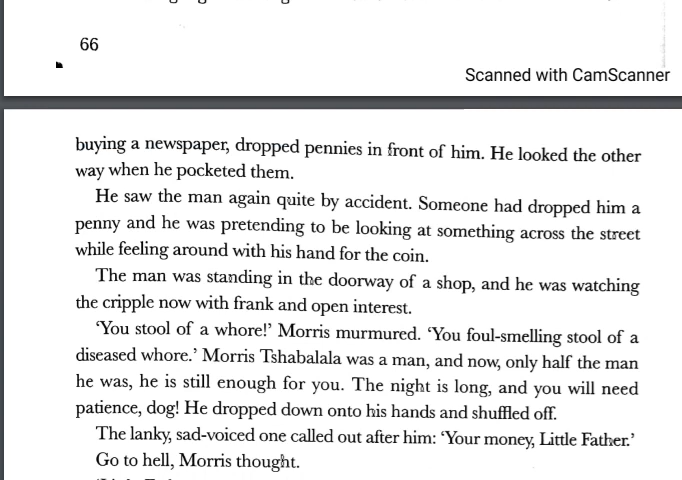 66
Scanned with CamScanner
buying a newspaper, dropped pennies in front of him. He looked the other
way when he pocketed them.
He saw the man again quite by accident. Someone had dropped him a
penny and he was pretending to be looking at something across the street
while feeling around with his hand for the coin.
The man was standing in the doorway of a shop, and he was watching
the cripple now with frank and open interest.
‘You stool of a whore!’ Morris murmured. ‘You foul-smelling stool of a
diseased whore.’ Morris Tshabalala was a man, and now, only half the man
he was, he is still enough for you. The night is long, and you will need
patience, dog! He dropped down onto his hands and shuffled off.
The lanky, sad-voiced one called out after him: ‘Your money, Little Father.’
Go to hell, Morris thought.